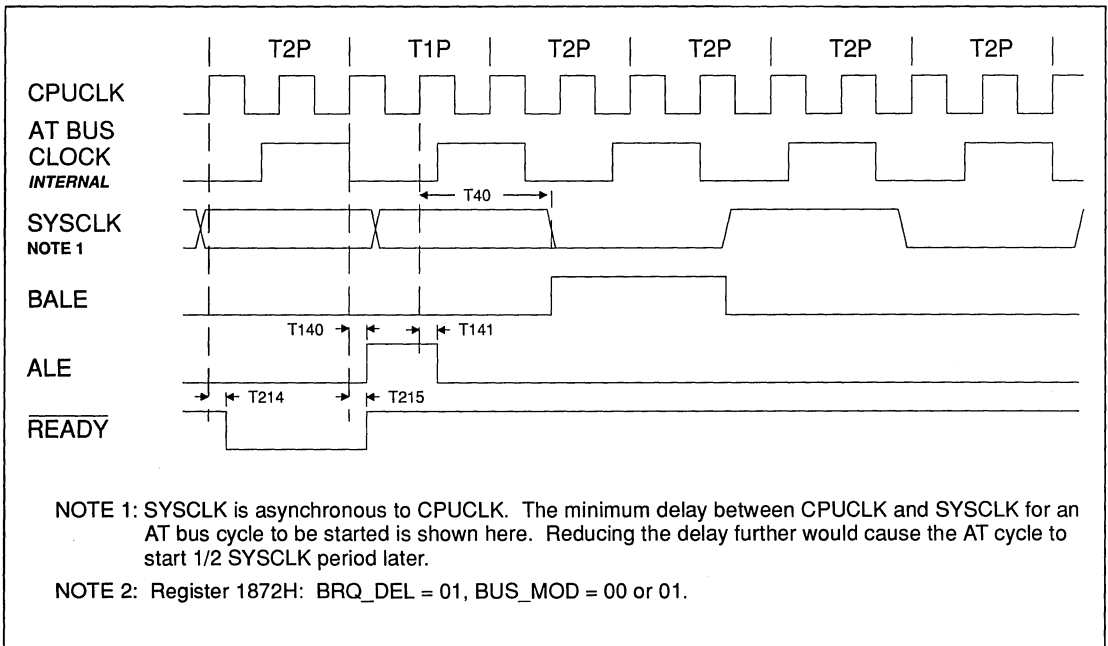 T2P T1P T2P T2P T2P T2P
CPUCLK
AT BUS
CLOCK
INTERNAL
T40
SYSCLK
NOTE 1
BALE
T140 T141
ALE
T214 T215
READY
NOTE 1: SYSCLK is asynchronous to CPUCLK. The minimum delay between CPUCLK and SYSCLK for an
AT bus cycle to be started is shown here. Reducing the delay further would cause the AT cycle to
start 1/2 SYSCLK period later.
NOTE 2: Register 1872H: BRQ_DEL = 01, BUS_MOD = 00 or 01.